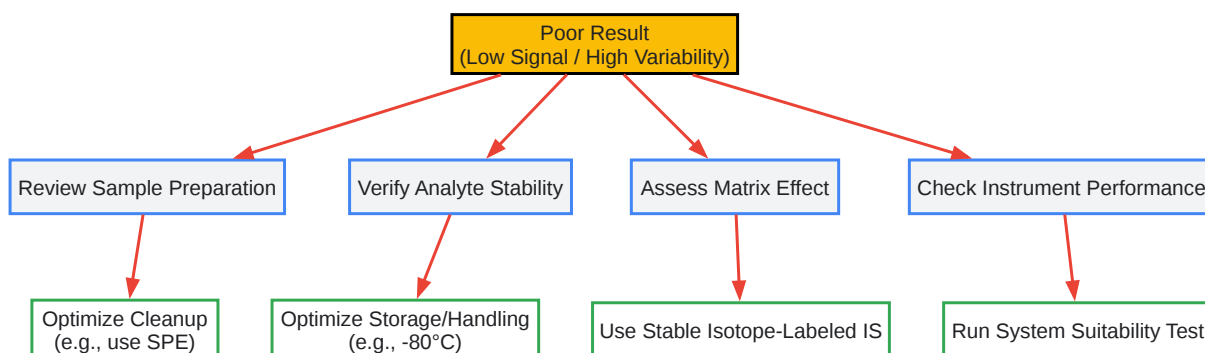 Poor Result
(Low Signal / High Variability)
Review Sample Preparation
Verify Analyte Stability
Assess Matrix Effect
Check Instrument Performance
Optimize Cleanup
(e.g., use SPE)
Optimize Storage/Handling
(e.g., -80°C)
Use Stable Isotope-Labeled IS
Run System Suitability Test